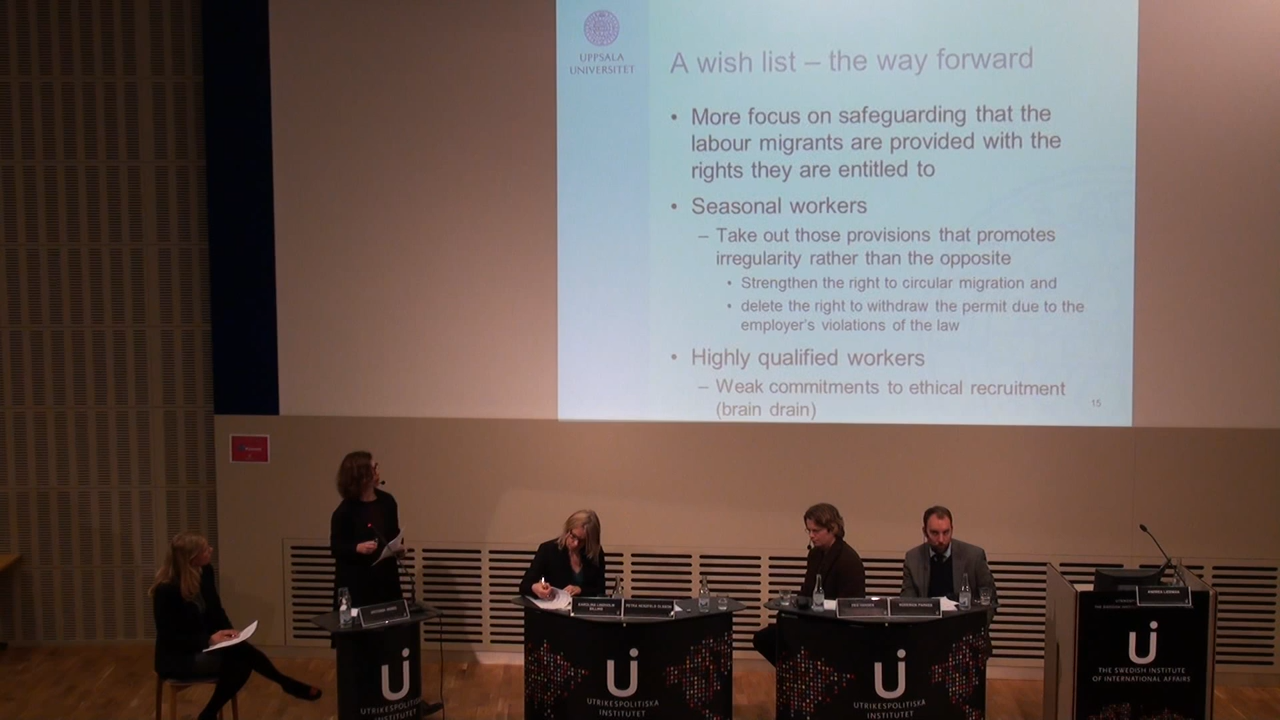 UPPSALA
UNIVERSITET
A wish list – the way forward
• More focus on safeguarding that the
labour migrants are provided with the
rights they are entitled to
• Seasonal workers
– Take out those provisions that promotes
irregularity rather than the opposite
• Strengthen the right to circular migration and
• delete the right to withdraw the permit due to the
employer's violations of the law
• Highly qualified workers
– Weak commitments to ethical recruitment
(brain drain)
15
ui
UTRIKESPOLITISKA
INSTITUTET
ui
UTRIKESPOLITISKA
INSTITUTET
ui
UTRIKESPOLITISKA
INSTITUTET
ui
THE SWEDISH INSTITUTE
OF INTERNATIONAL AFFAIRS